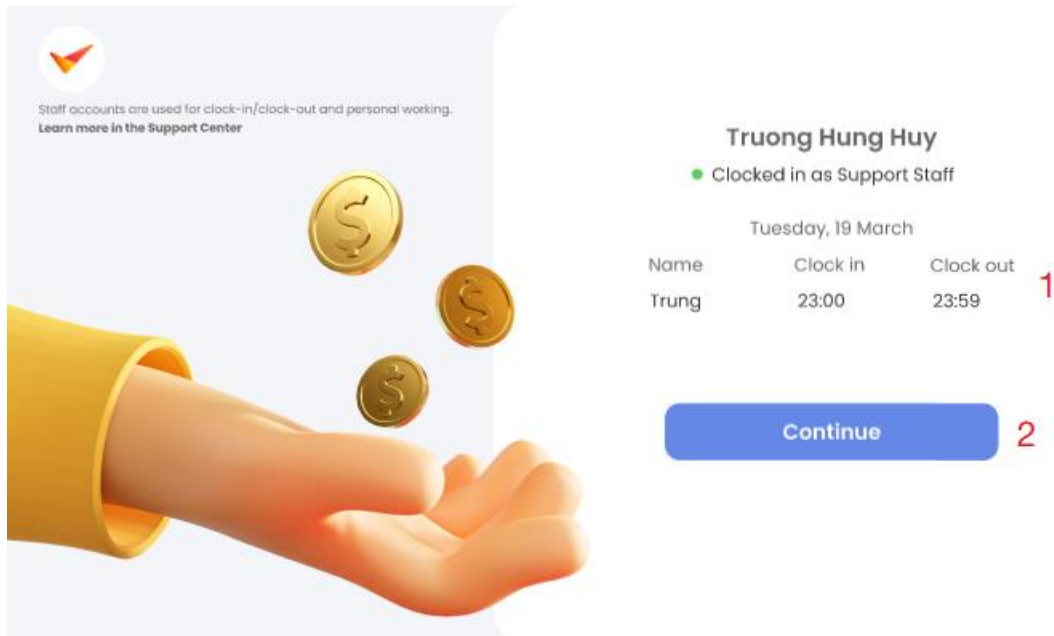 Staff accounts are used for clock-in/clock-out and personal working.
Learn more in the Support Center
Truong Hung Huy
Clocked in as Support Staff
Tuesday, 19 March
Name Clock in Clock out
1
Trung 23:00 23:59
Continue
2
$
$
$